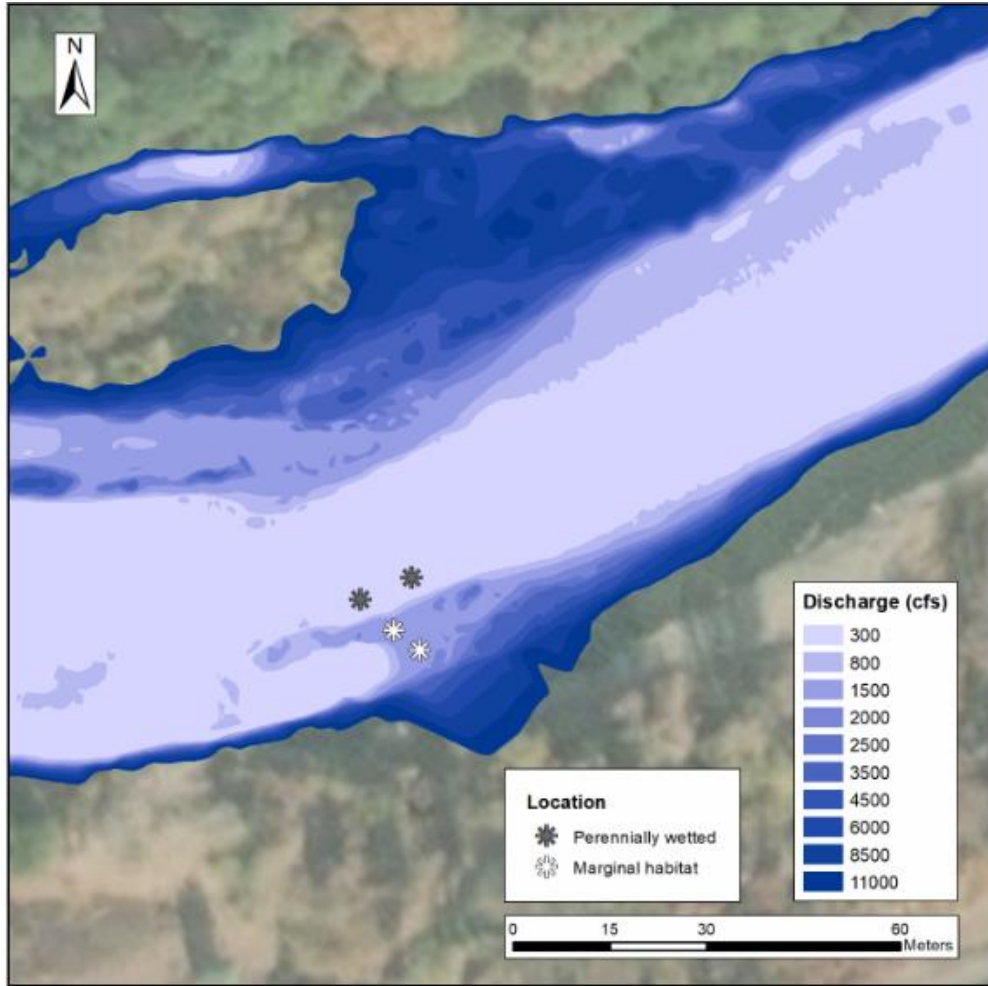 N
Discharge (cfs)
300
800
1500
2000
2500
3500
4500
6000
8500
11000
Location
Perennially wetted
Marginal habitat
0 15 30 60
Meters